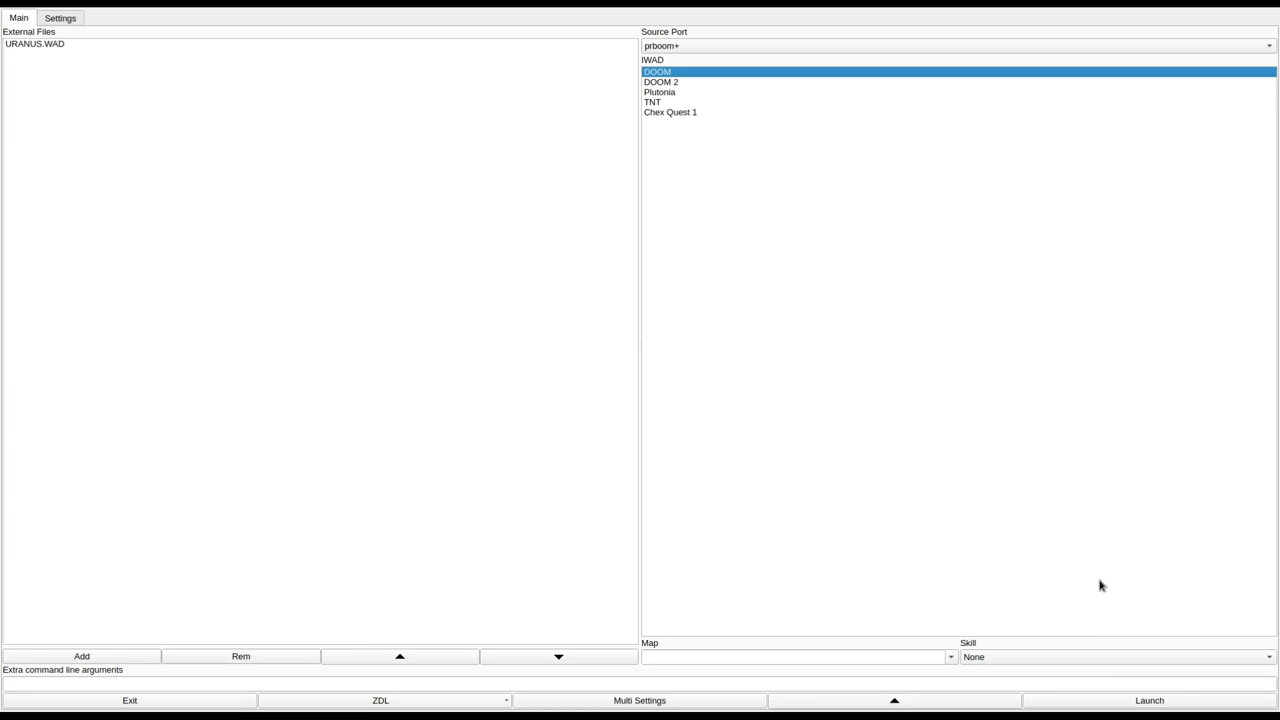 Main Settings
External Files
URANUS.WAD
Source Port
prboom+
IWAD
DOOM
DOOM 2
Plutonia
TNT
Chex Quest 1
Map Skill
None
Add Rem
Extra command line arguments
Exit ZDL Multi Settings Launch